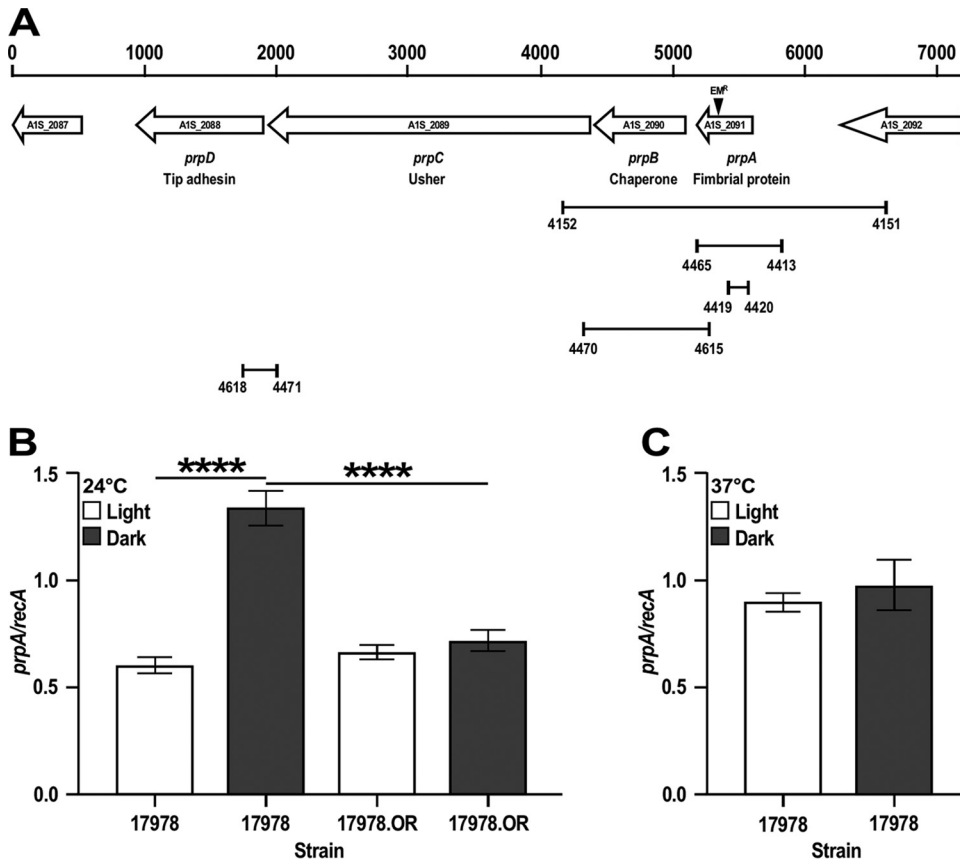 A
0 1000 2000 3000 4000 5000 6000 7000
EMᴿ
A1S_2087 A1S_2088 A1S_2089 A1S_2090 A1S_2091 A1S_2092
prpD prpC prpB prpA
Tip adhesin Usher Chaperone Fimbrial protein
4152 4151
4465 4413
4419 4420
4470 4615
4618 4471
B
****
****
24°C
Light
Dark
1.5
1.0
0.5
0.0
prpA/recA
17978 17978 17978.OR 17978.OR
Strain
C
37°C
Light
Dark
1.5
1.0
0.5
0.0
prpA/recA
17978 17978
Strain